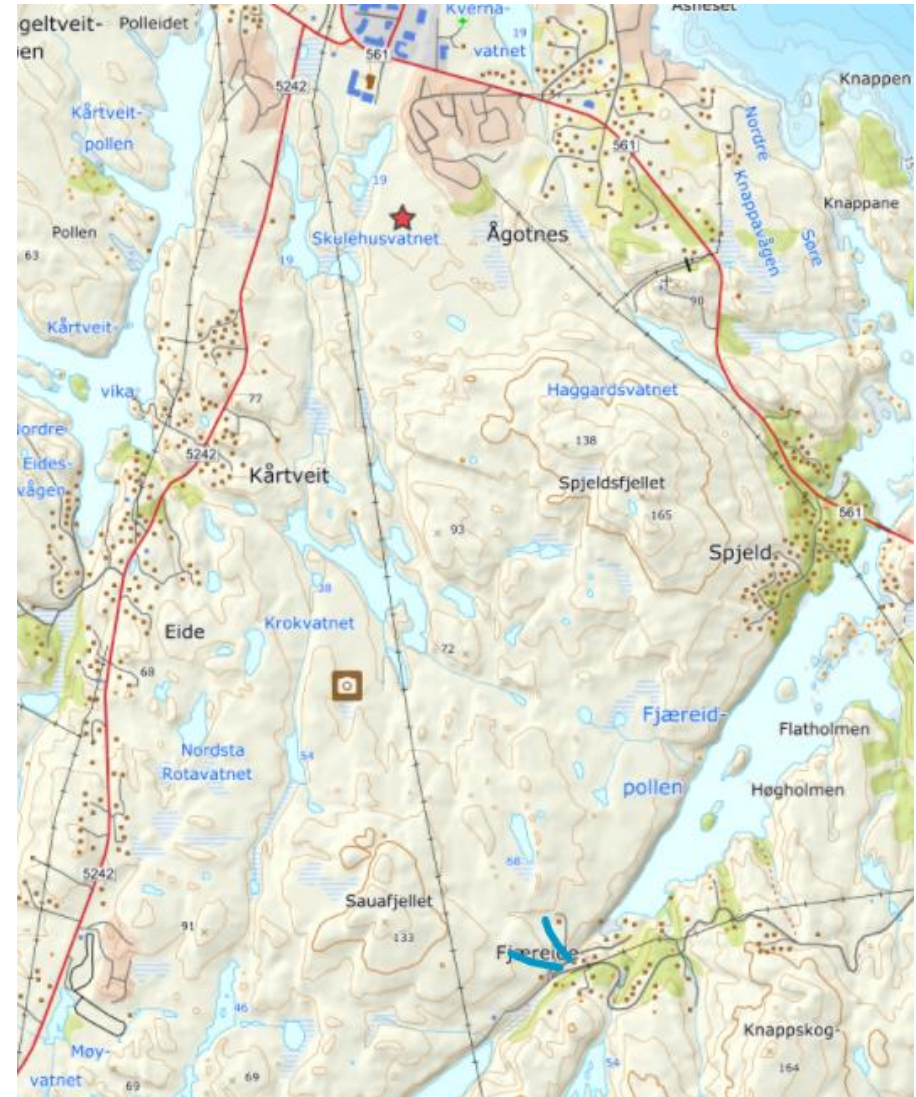 geltveit-
Polleidet
Kverna-
Åsneset
en
19
vatnet
561
5242
Knappen
Kårtveit-
pollen
Nordre
Knappavågen
561
19
Pollen
Skulehusvatnet
Ågotnes
Knappane
Søre
63
19
90
Kårtveit-
vika
77
Haggardsvatnet
138
ordre
Eides-
vågen
5242
Kårtveit
Spjeldsfjellet
93
165
561
Spjeld
38
Krokvatnet
Eide
72
68
Fjæreid-
Flatholmen
Nordsta
Rotavatnet
54
pollen
Høgholmen
68
5242
Sauafjellet
91
133
Fjæreide
46
Knappskog-
Møy-
54
vatnet
69
69
164